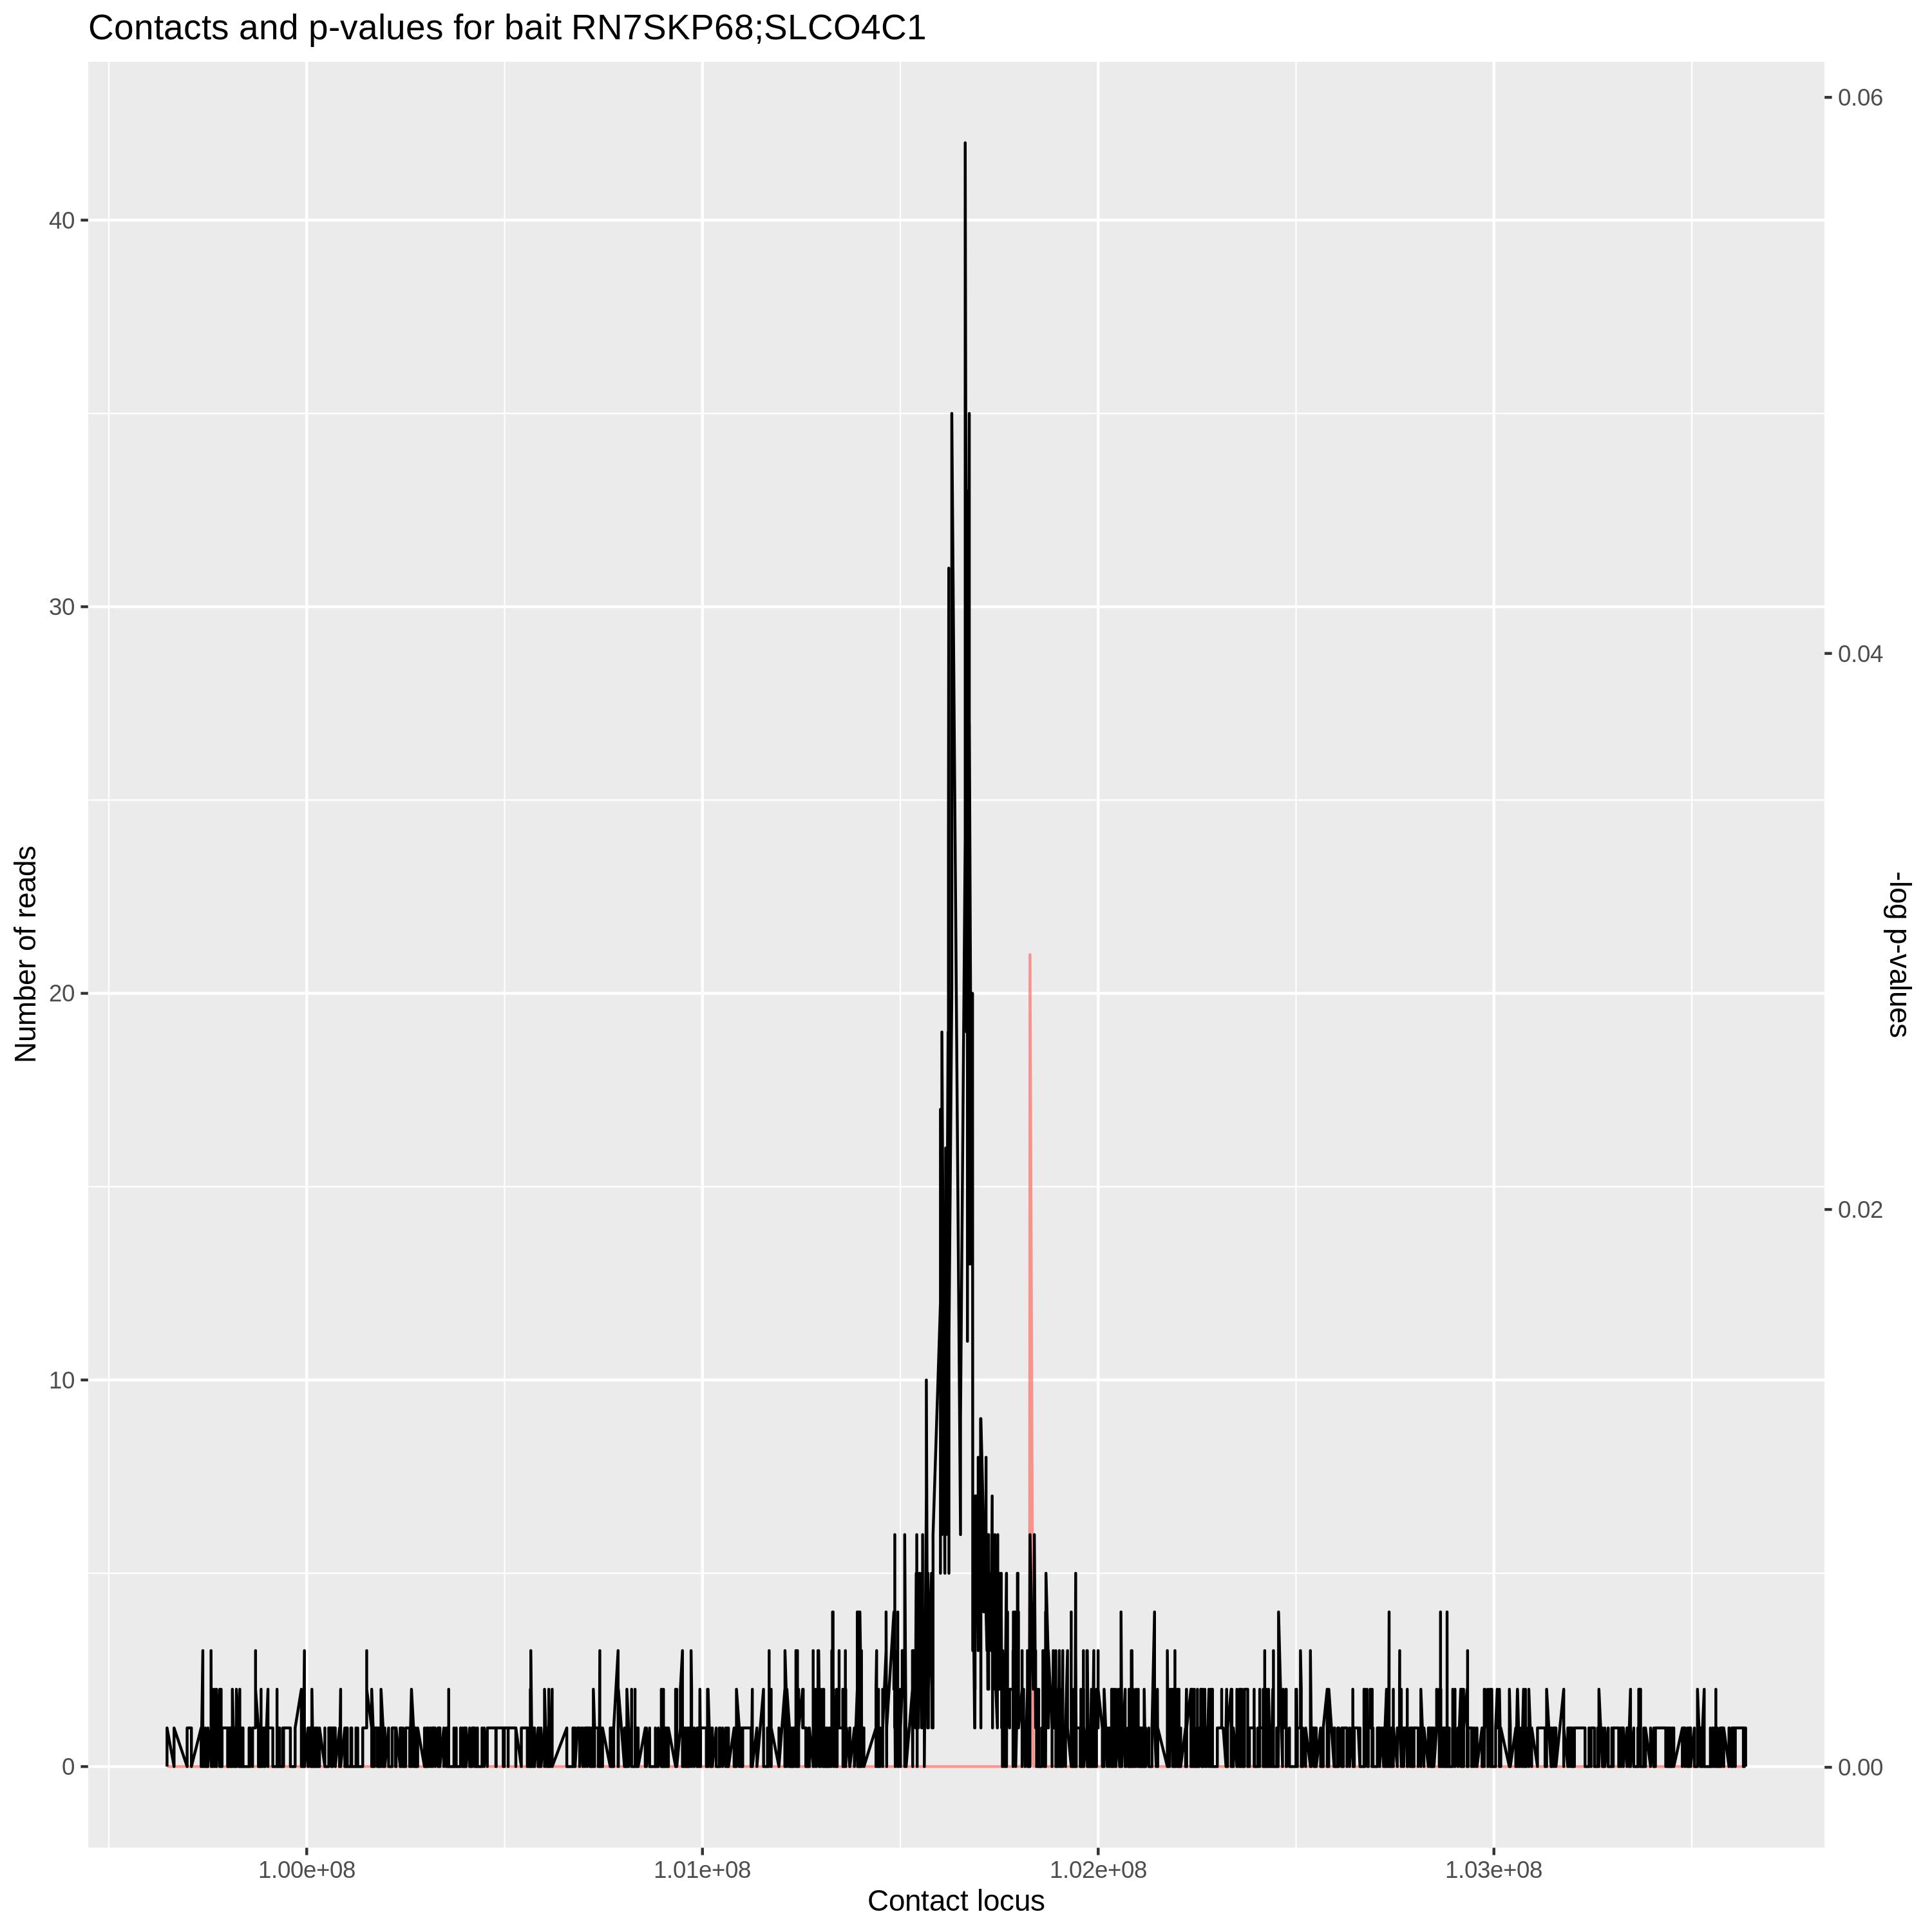 Contacts and p-values for bait RN7SKP68;SLCO4C1
40
30
20
10
0
Number of reads
0.06
0.04
0.02
0.00
-log p-values
1.00e+08
1.01e+08
1.02e+08
1.03e+08
Contact locus